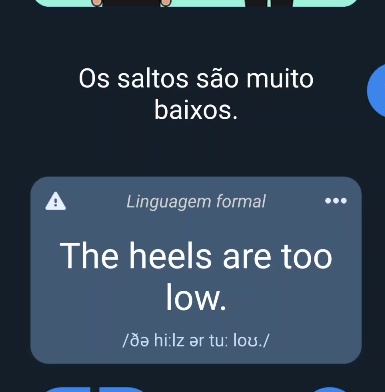 Os saltos são muito
baixos.
Linguagem formal
The heels are too
low.
/ðə hiːlz ər tuː loʊ./